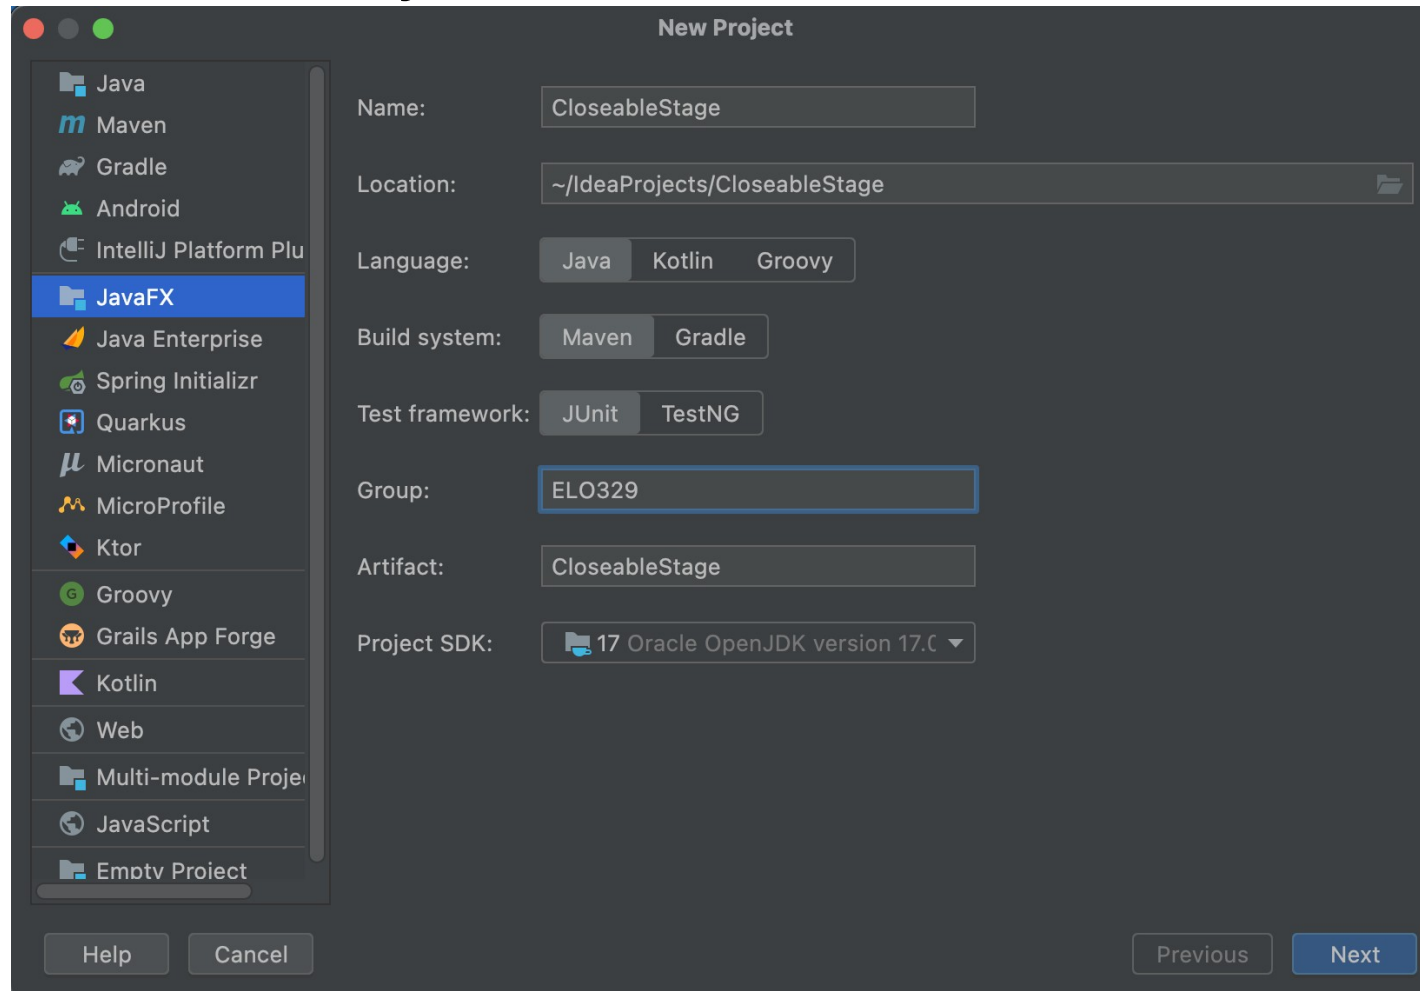 New Project
Java
Maven
Gradle
Android
IntelliJ Platform Plu
JavaFX
Java Enterprise
Spring Initializr
Quarkus
Micronaut
MicroProfile
Ktor
Groovy
Grails App Forge
Kotlin
Web
Multi-module Proje
JavaScript
Empty Project
Name: CloseableStage
Location: ~/IdeaProjects/CloseableStage
Language: Java Kotlin Groovy
Build system: Maven Gradle
Test framework: JUnit TestNG
Group: ELO329
Artifact: CloseableStage
Project SDK: 17 Oracle OpenJDK version 17.0
Help Cancel Previous Next